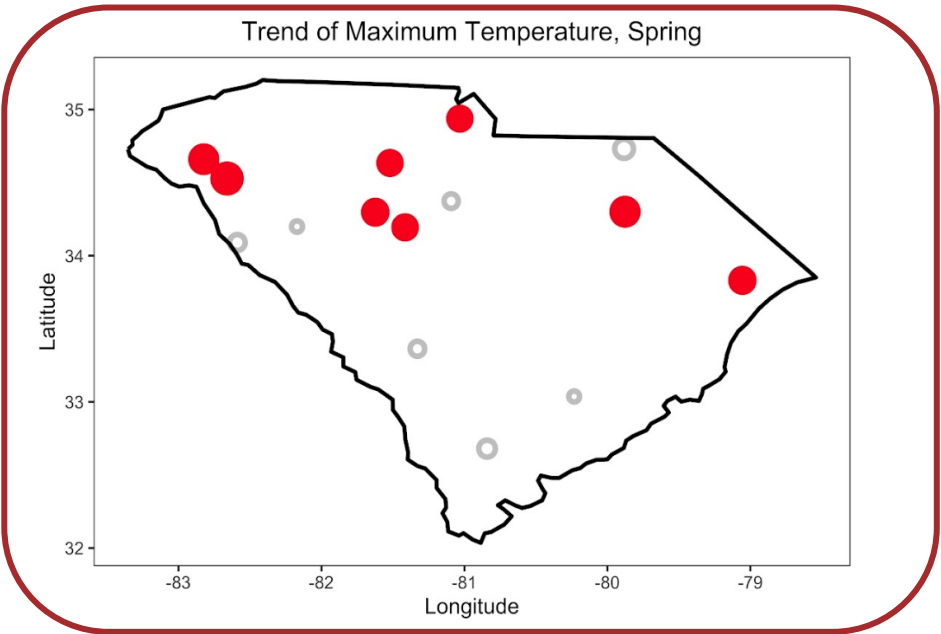 Trend of Maximum Temperature, Spring
35
34
33
32
Latitude
-83 -82 -81 -80 -79
Longitude